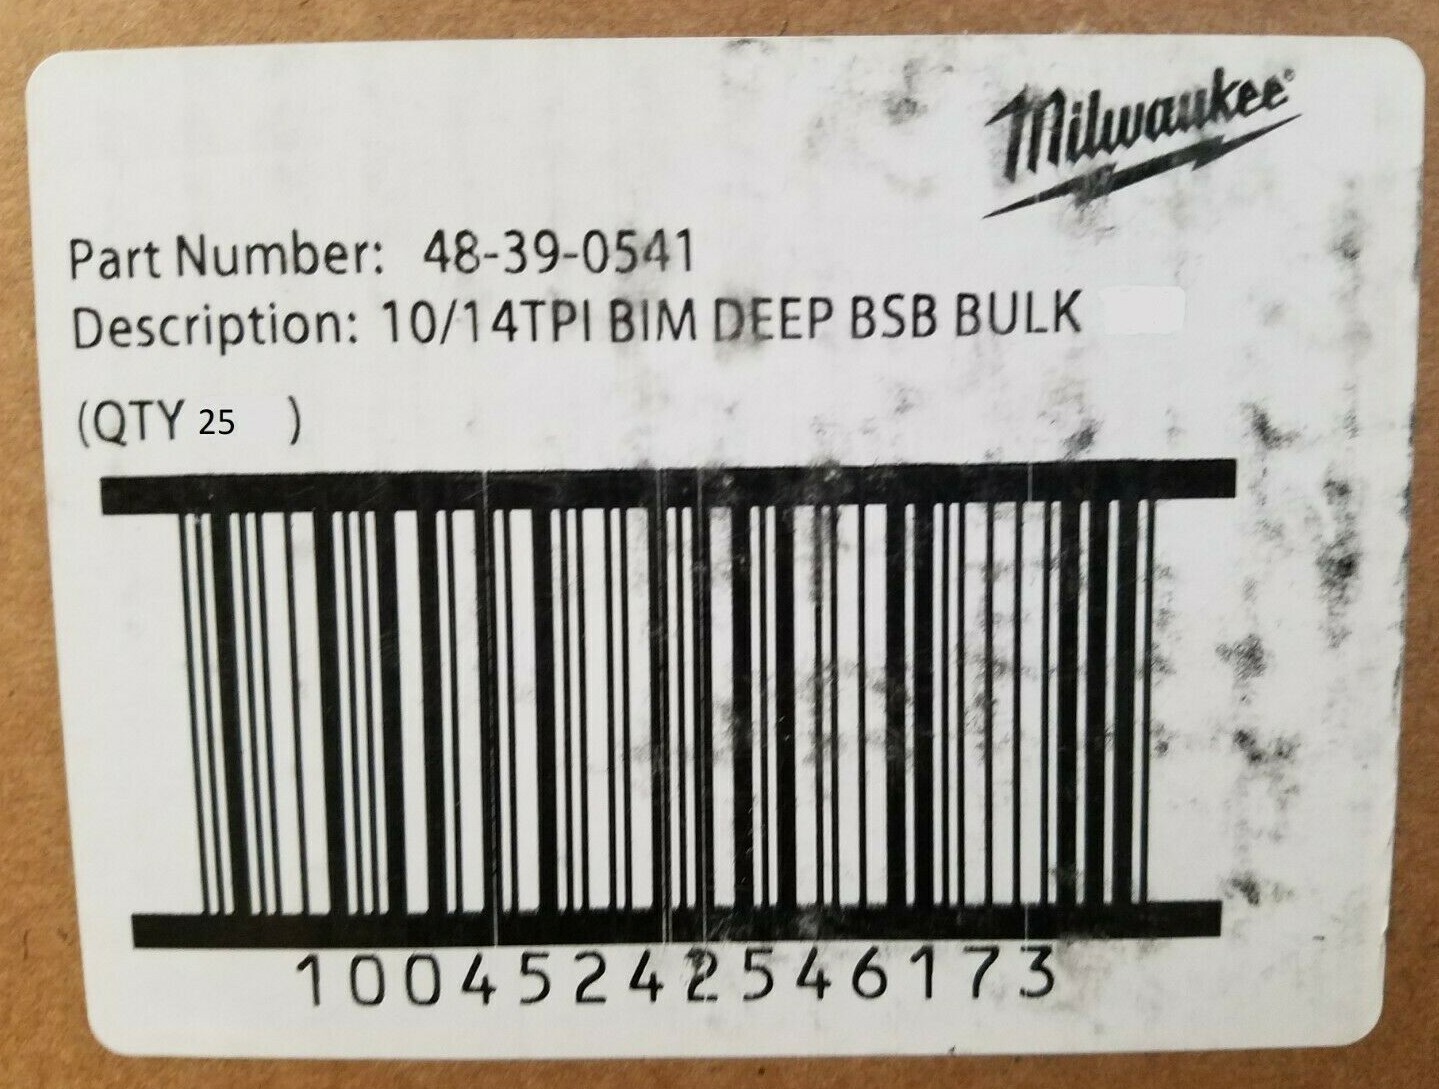 Milwaukee®
Part Number: 48-39-0541
Description: 10/14TPI BIM DEEP BSB BULK
(QTY 25 )
10045242546173